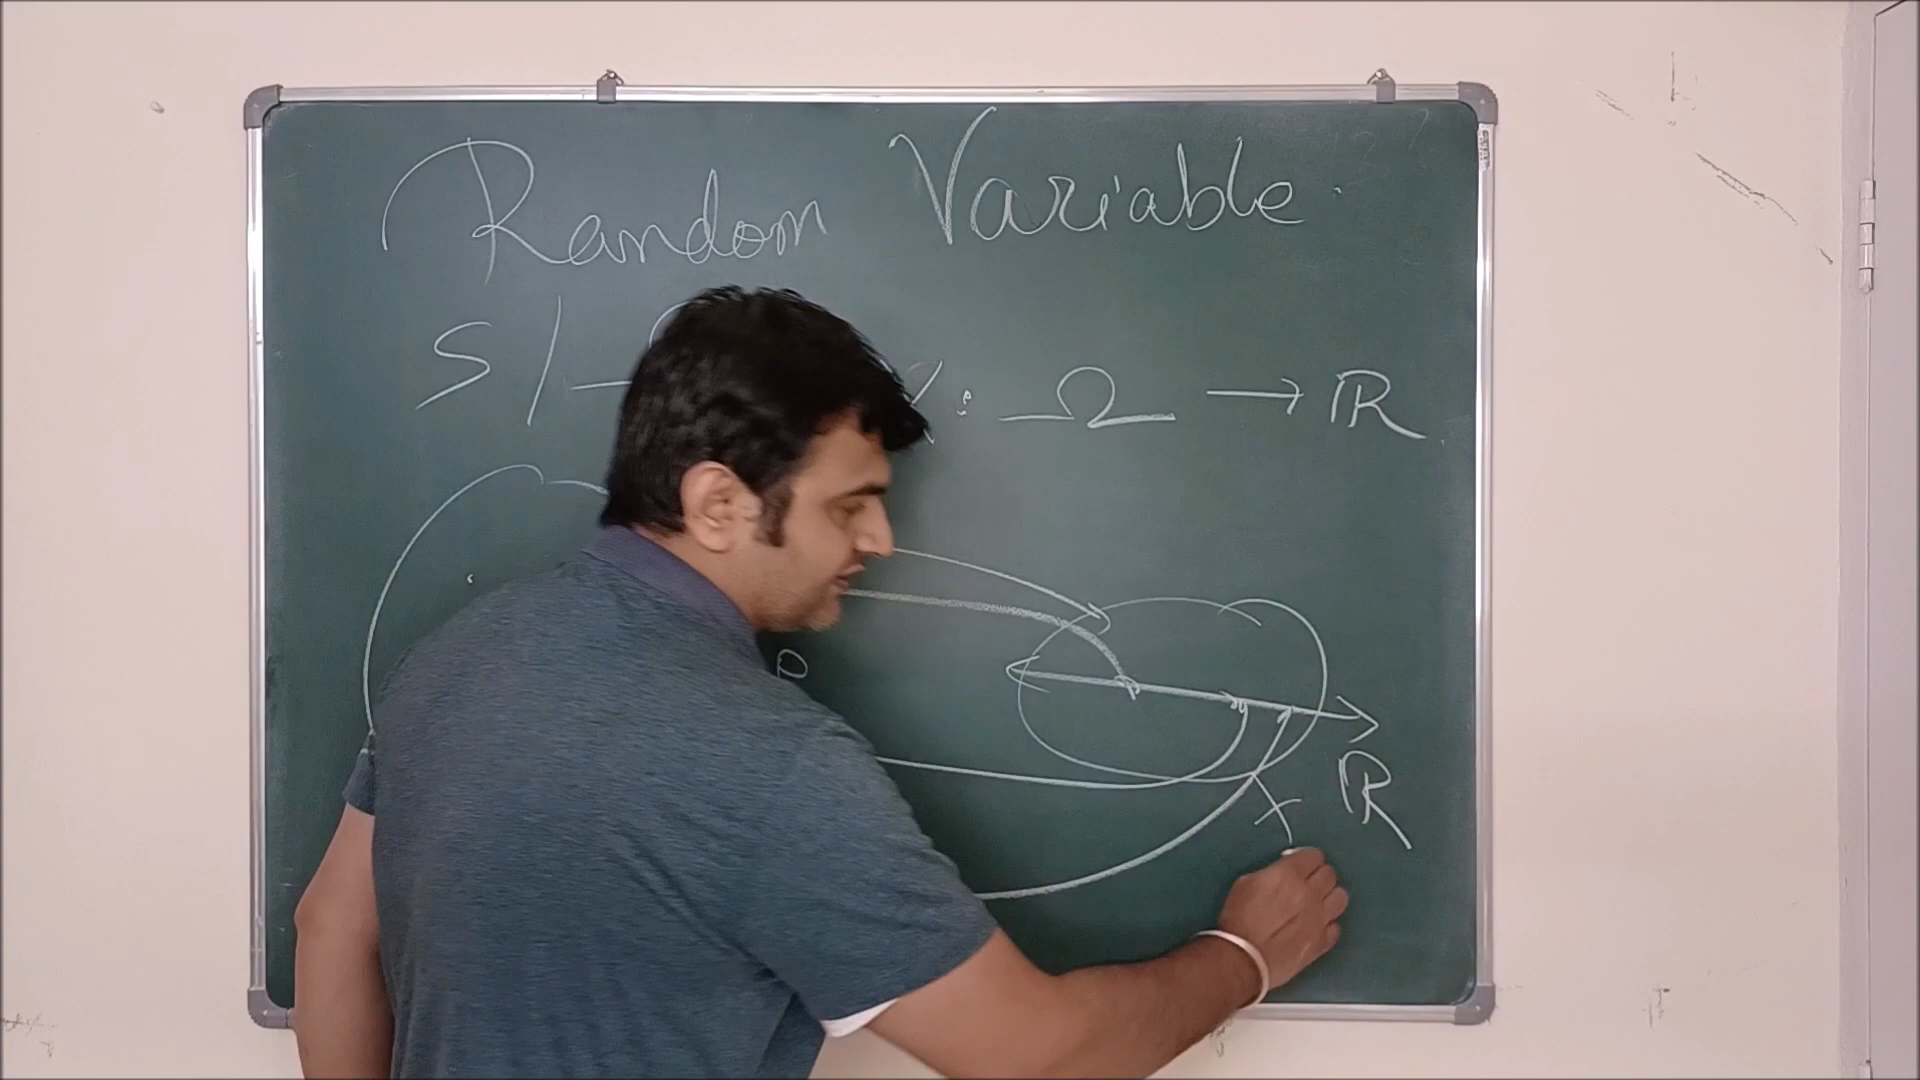 Random Variable.
S / : Ω → ℝ
ℝ